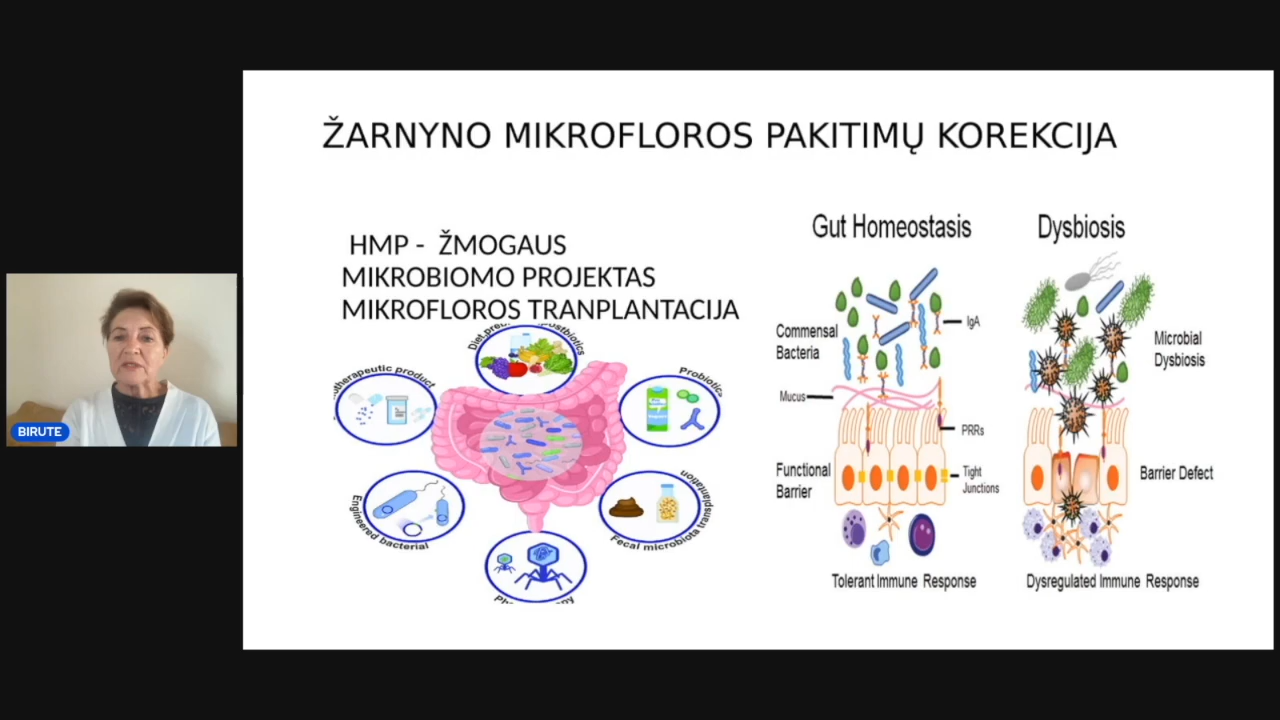 ŽARNYNO MIKROFLOROS PAKITIMŲ KOREKCIJA
HMP - ŽMOGAUS
MIKROBIOMO PROJEKTAS
MIKROFLOROS TRANPLANTACIJA
Probiotic
product
Engineered bacterial
Fecal microbiota transplantation
Gut Homeostasis
Commensal
Bacteria
IgA
Mucus
PRRs
Functional
Barrier
Tight
Junctions
Tolerant Immune Response
Dysbiosis
Microbial
Dysbiosis
Barrier Defect
Dysregulated Immune Response
BIRUTE